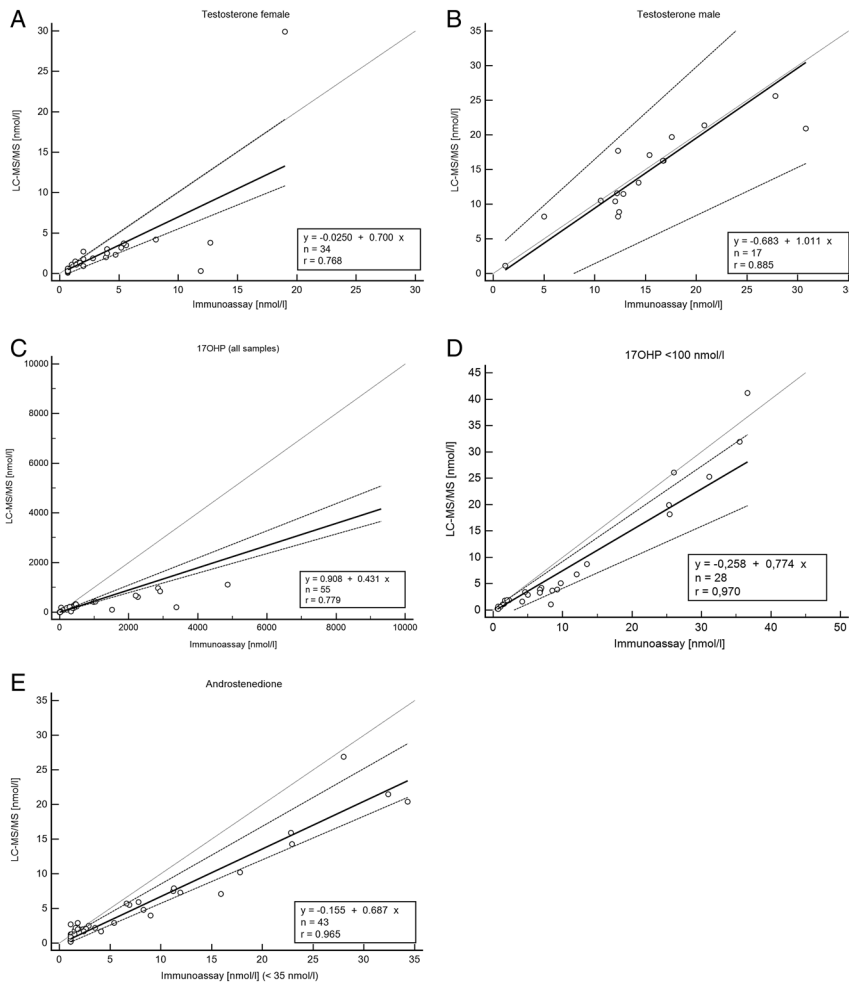 A
Testosterone female
30
25
20
15
10
5
0
LC-MS/MS [nmol/l]
y = -0.0250 + 0.700 x
n = 34
r = 0.768
0 5 10 15 20 25 30
Immunoassay [nmol/l]
B
Testosterone male
35
30
25
20
15
10
5
0
LC-MS/MS [nmol/l]
y = -0.683 + 1.011 x
n = 17
r = 0.885
0 5 10 15 20 25 30 35
Immunoassay [nmol/l]
C
17OHP (all samples)
10000
8000
6000
4000
2000
0
LC-MS/MS [nmol/l]
y = 0.908 + 0.431 x
n = 55
r = 0.779
0 2000 4000 6000 8000 10000
Immunoassay [nmol/l]
D
17OHP <100 nmol/l
45
40
35
30
25
20
15
10
5
0
LC-MS/MS [nmol/l]
y = -0,258 + 0,774 x
n = 28
r = 0,970
0 10 20 30 40 50
Immunoassay [nmol/l]
E
Androstenedione
35
30
25
20
15
10
5
0
LC-MS/MS [nmol/l]
y = -0.155 + 0.687 x
n = 43
r = 0.965
0 5 10 15 20 25 30 35
Immunoassay [nmol/l] (< 35 nmol/l)